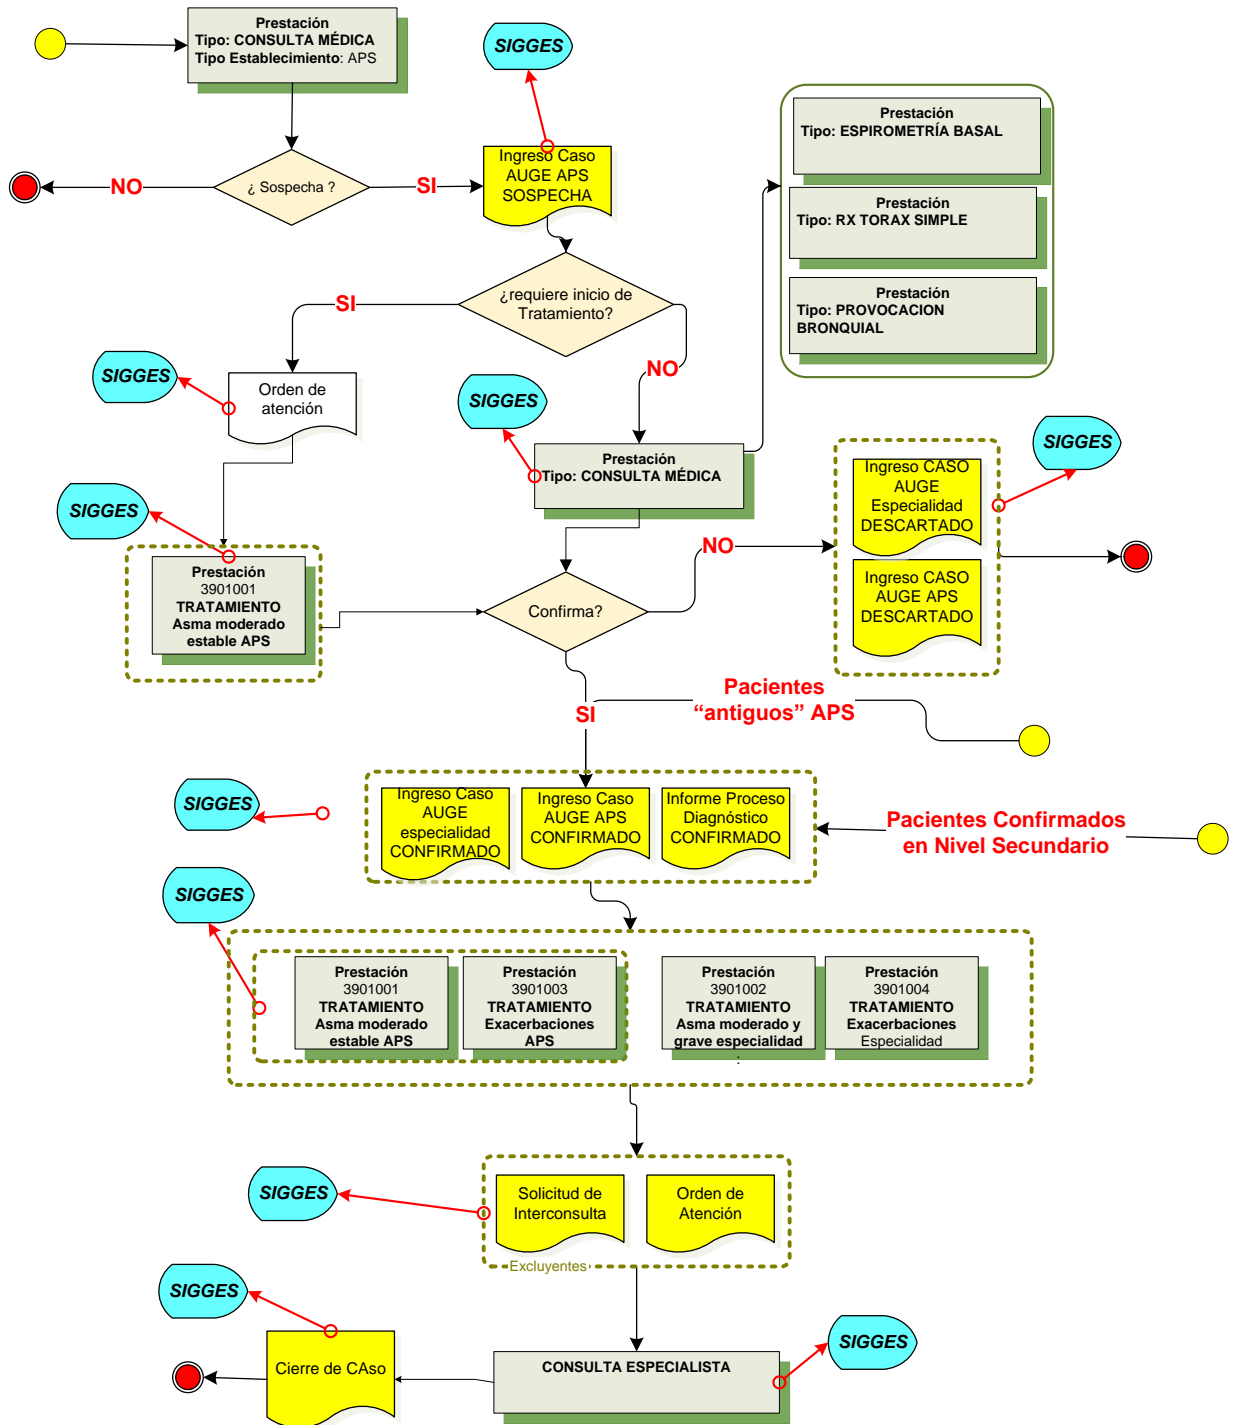 Prestación
Tipo: CONSULTA MÉDICA
Tipo Establecimiento: APS
SIGGES
¿ Sospecha ?
NO
SI
Ingreso Caso
AUGE APS
SOSPECHA
Prestación
Tipo: ESPIROMETRÍA BASAL
Prestación
Tipo: RX TORAX SIMPLE
Prestación
Tipo: PROVOCACION
BRONQUIAL
¿requiere inicio de
Tratamiento?
SI
NO
SIGGES
Orden de
atención
SIGGES
Prestación
Tipo: CONSULTA MÉDICA
SIGGES
Ingreso CASO
AUGE
Especialidad
DESCARTADO
Ingreso CASO
AUGE APS
DESCARTADO
SIGGES
Prestación
3901001
TRATAMIENTO
Asma moderado
estable APS
Confirma?
NO
SI
Pacientes
“antiguos” APS
SIGGES
Ingreso Caso
AUGE
especialidad
CONFIRMADO
Ingreso Caso
AUGE APS
CONFIRMADO
Informe Proceso
Diagnóstico
CONFIRMADO
Pacientes Confirmados
en Nivel Secundario
SIGGES
Prestación
3901001
TRATAMIENTO
Asma moderado
estable APS
Prestación
3901003
TRATAMIENTO
Exacerbaciones
APS
Prestación
3901002
TRATAMIENTO
Asma moderado y
grave especialidad
:
Prestación
3901004
TRATAMIENTO
Exacerbaciones
Especialidad
SIGGES
Solicitud de
Interconsulta
Orden de
Atención
Excluyentes
SIGGES
Cierre de CAso
CONSULTA ESPECIALISTA
SIGGES